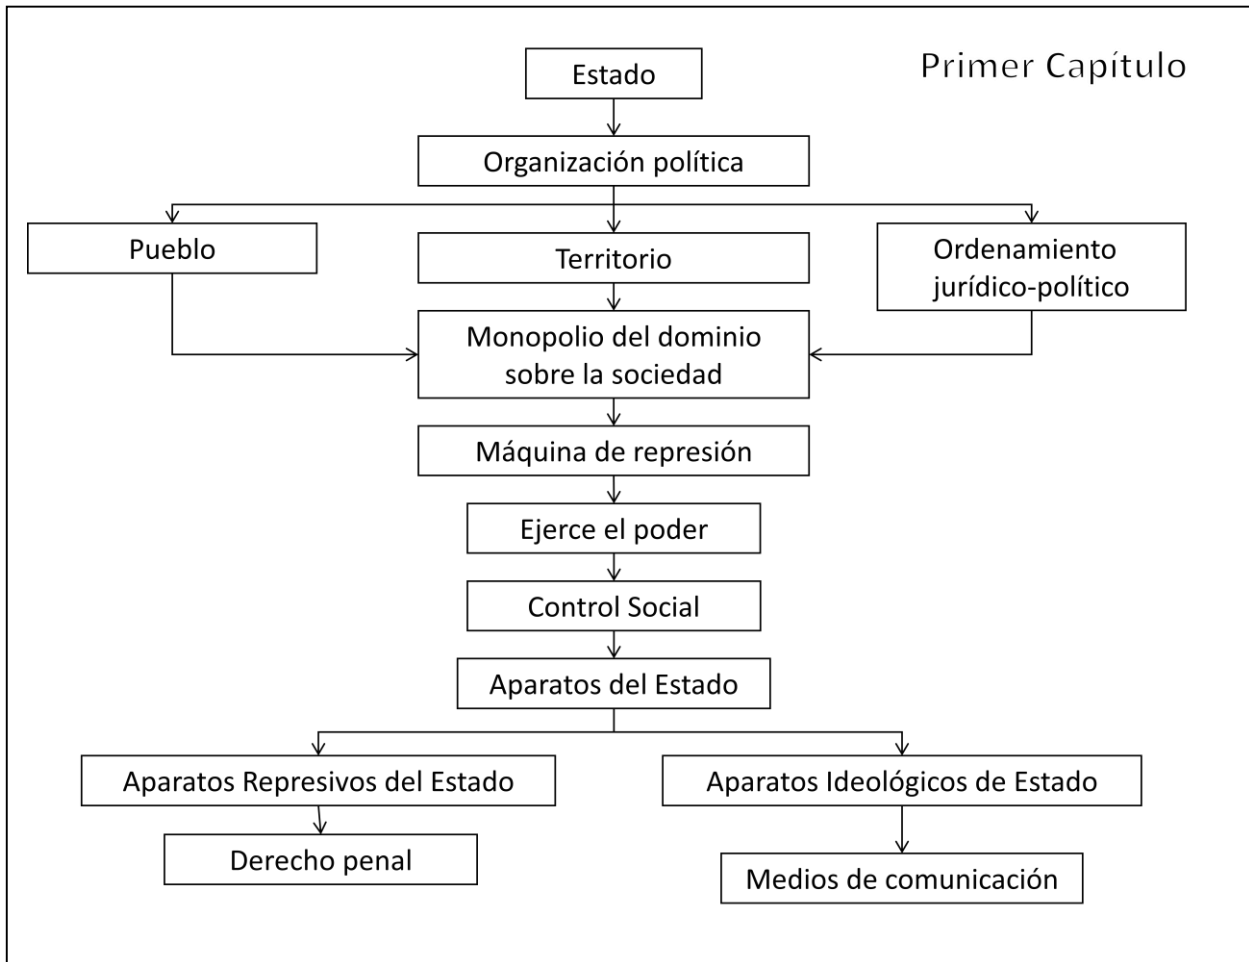 Primer Capítulo
Estado
Organización política
Pueblo
Territorio
Ordenamiento
jurídico-político
Monopolio del dominio
sobre la sociedad
Máquina de represión
Ejerce el poder
Control Social
Aparatos del Estado
Aparatos Represivos del Estado
Aparatos Ideológicos de Estado
Derecho penal
Medios de comunicación